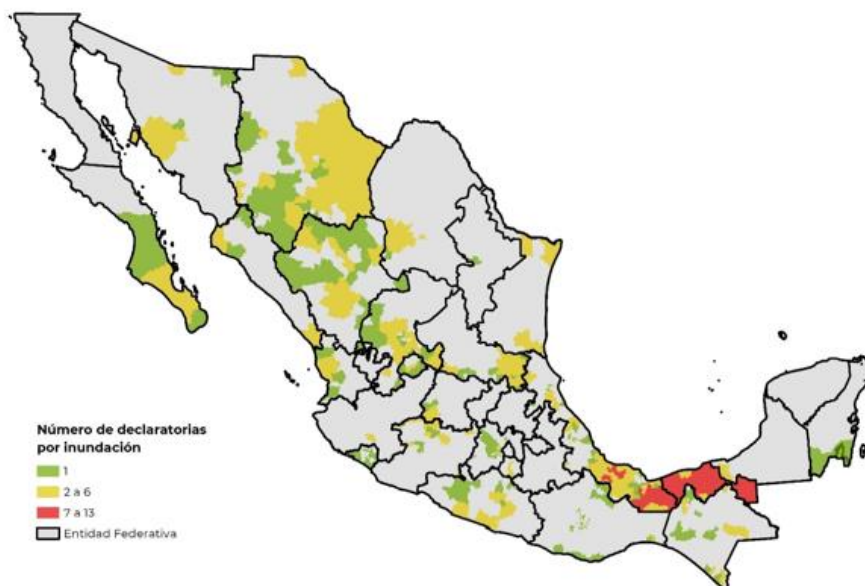 Número de declaratorias
por inundación
1
2 a 6
7 a 13
Entidad Federativa